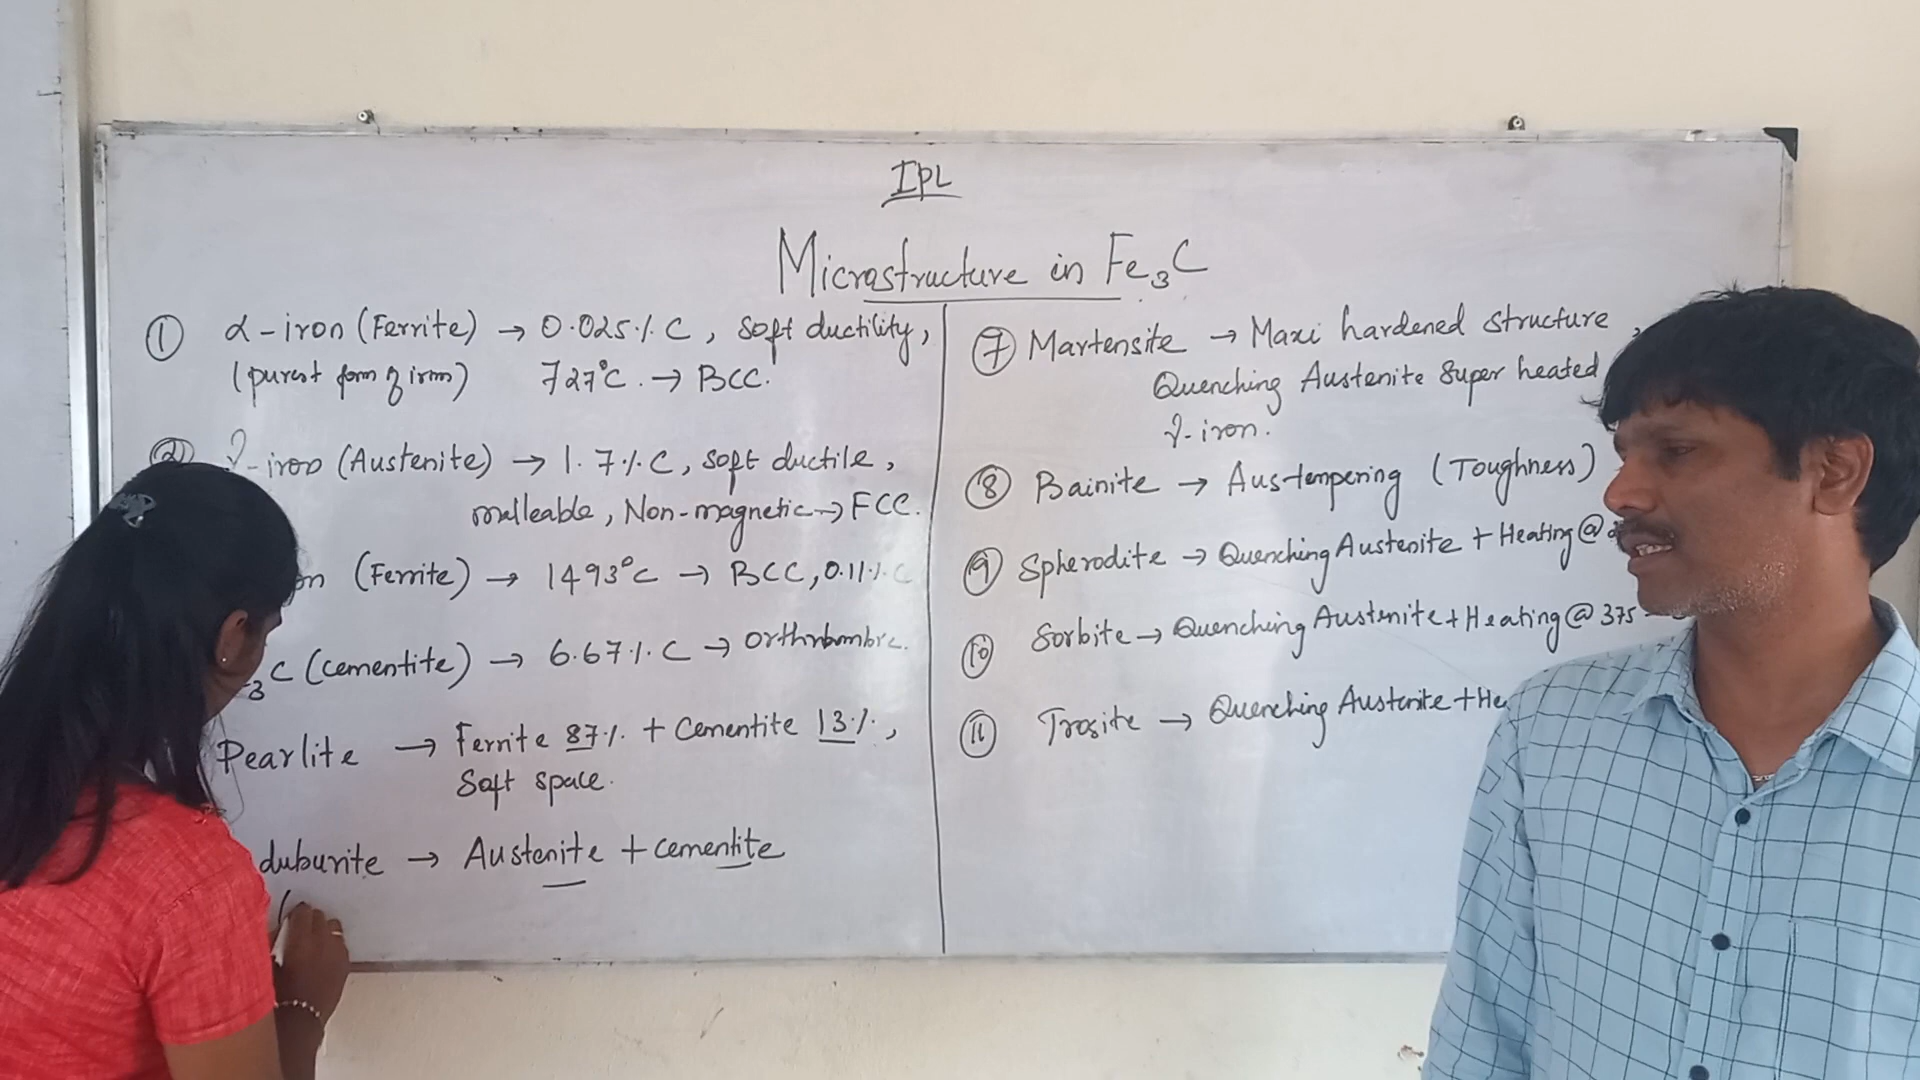 IPL
Microstructure in Fe₃C
① α-iron (Ferrite) → 0.025% C, soft ductility,
(purest form of iron) 727°C. → BCC.
② γ-iron (Austenite) → 1.7% C, soft ductile,
malleable, Non-magnetic → FCC.
(Ferrite) → 1493°C → BCC, 0.11% C
₃C (cementite) → 6.67% C → Orthrbombic.
Pearlite → Ferrite 87% + Cementite 13%,
Soft space.
duburite → Austenite + cementite
(
⑦ Martensite → Maxi hardened structure,
Quenching Austenite Super heated
γ-iron.
⑧ Bainite → Aus-tempering (Toughness)
⑨ Spherodite → Quenching Austenite + Heating @
⑩ Sorbite → Quenching Austenite + Heating @ 375 -
⑪ Trosite → Quenching Austenite + He